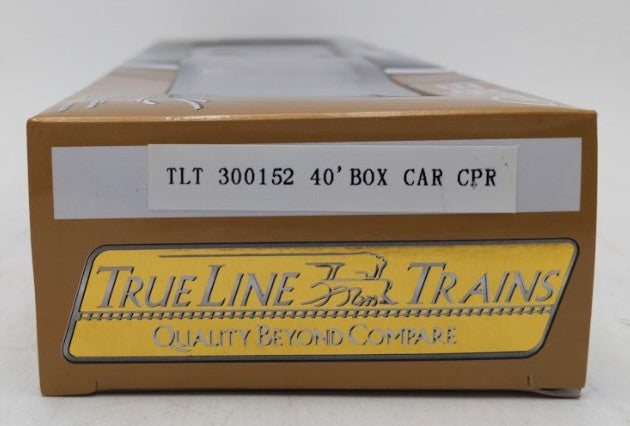 TLT 300152 40' BOX CAR CPR
TRUE LINE TRAINS
QUALITY BEYOND COMPARE